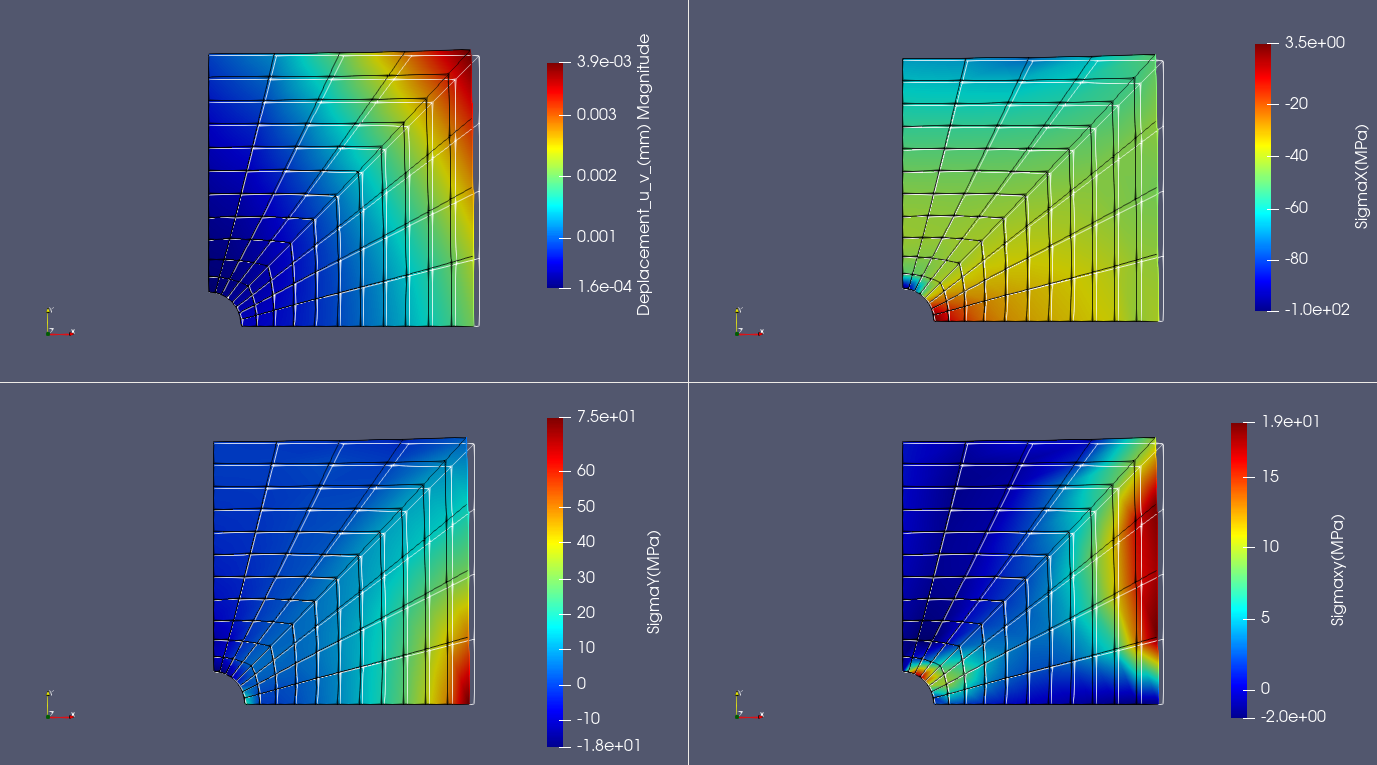 3.9e-03
0.003
0.002
0.001
1.6e-04
Deplacement_u_v_(mm) Magnitude
Y
Z
X
3.5e+00
-20
-40
-60
-80
-1.0e+02
SigmaX(MPa)
Y
Z
X
7.5e+01
60
50
40
30
20
10
0
-10
-1.8e+01
SigmaY(MPa)
Y
Z
X
1.9e+01
15
10
5
0
-2.0e+00
Sigmaxy(MPa)
Y
Z
X